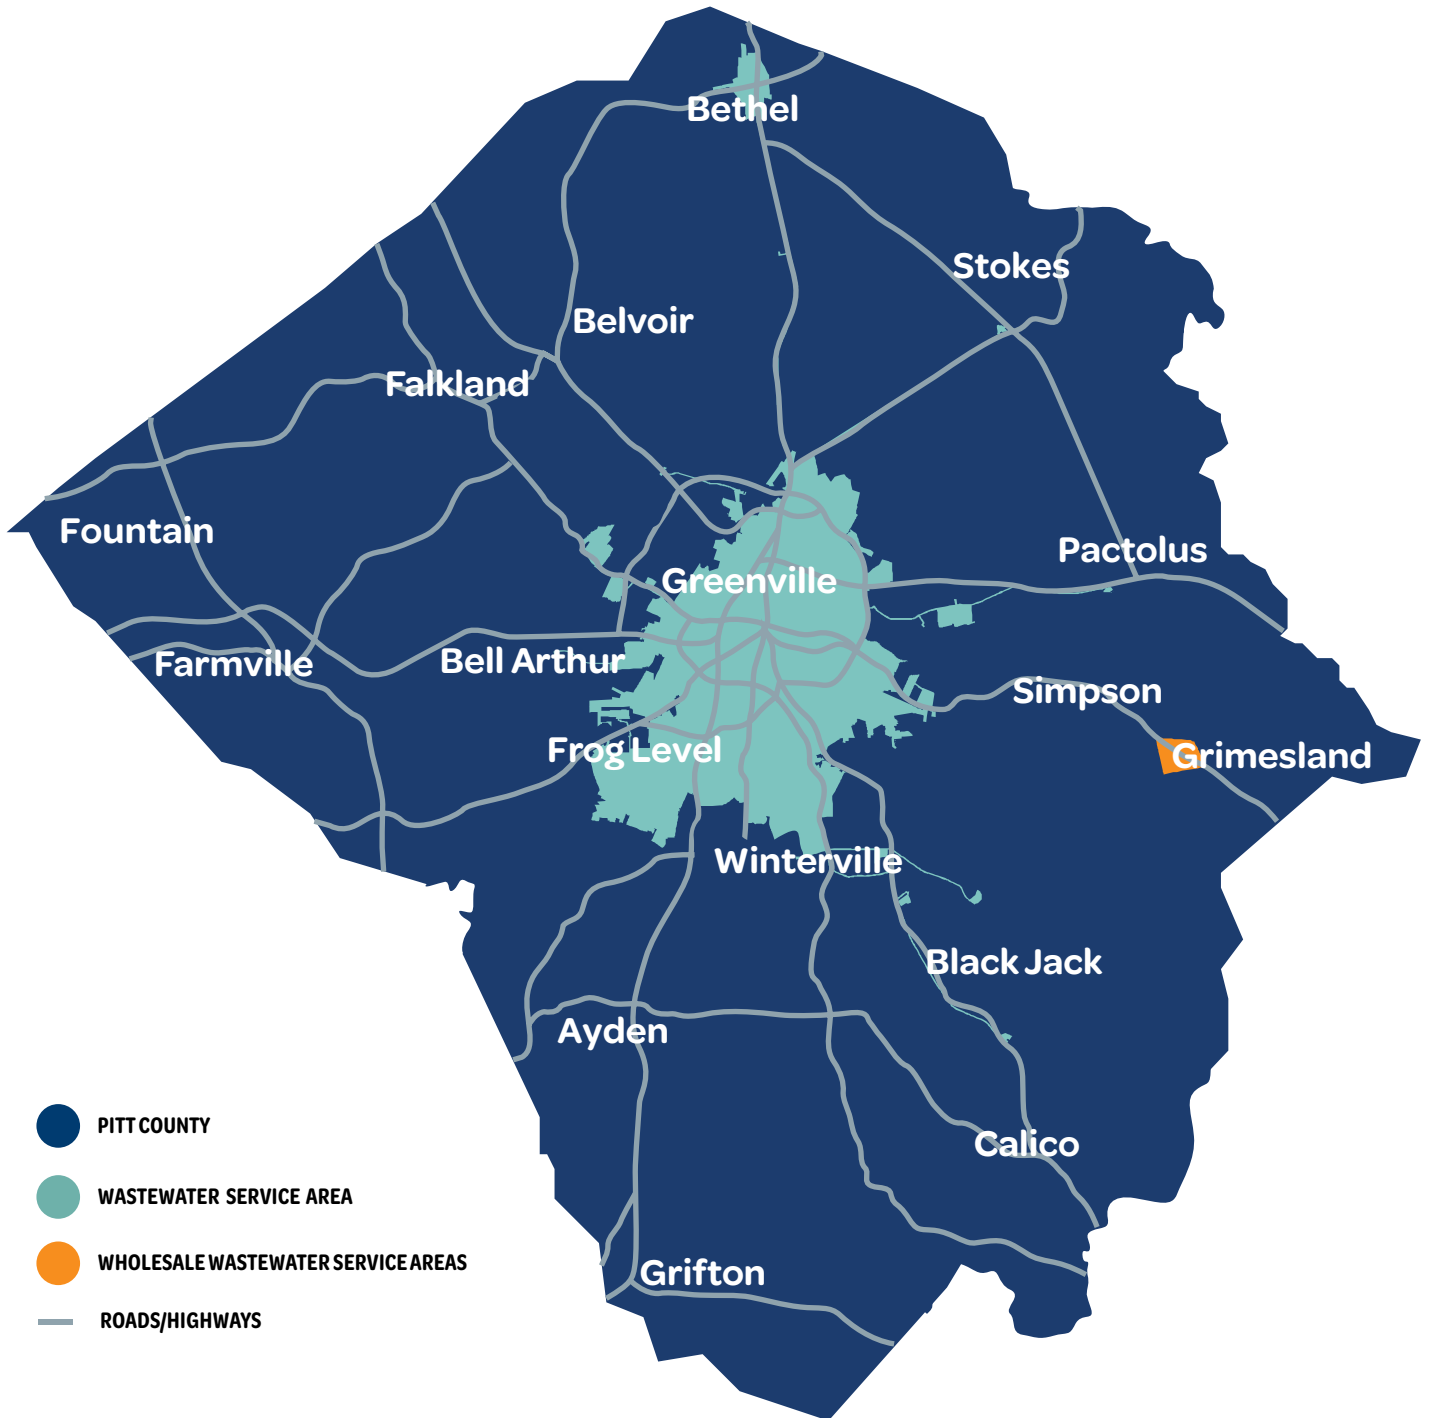 Bethel
Stokes
Belvoir
Falkland
Fountain
Pactolus
Greenville
Farmville
Bell Arthur
Simpson
Frog Level
Grimesland
Winterville
Black Jack
Ayden
PITT COUNTY
Calico
WASTEWATER SERVICE AREA
WHOLESALE WASTEWATER SERVICE AREAS
Grifton
ROADS/HIGHWAYS